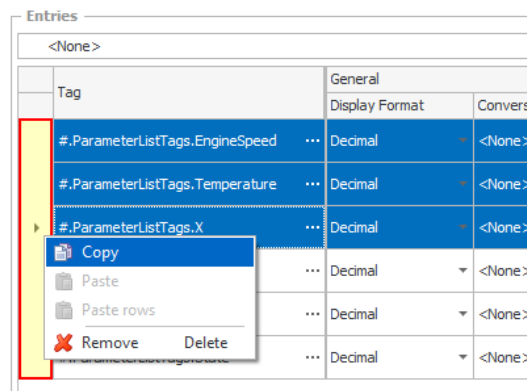 Entries
<None>
Tag
General
Display Format
Convers
#.ParameterListTags.EngineSpeed ... Decimal <None>
#.ParameterListTags.Temperature ... Decimal <None>
#.ParameterListTags.X ... Decimal <None>
Copy
... Decimal <None>
Paste
Paste rows
... Decimal <None>
Remove Delete
... Decimal <None>